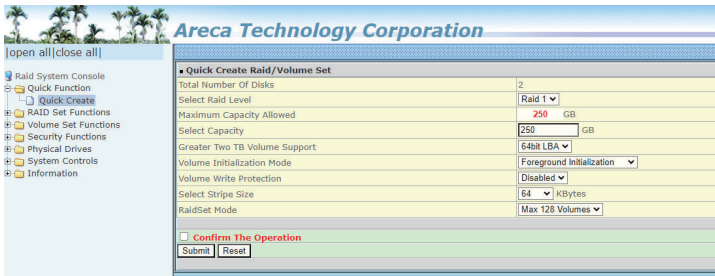 Areca Technology Corporation
|open all|close all|
Raid System Console
Quick Function
Quick Create
RAID Set Functions
Volume Set Functions
Security Functions
Physical Drives
System Controls
Information
Quick Create Raid/Volume Set
Total Number Of Disks 2
Select Raid Level Raid 1
Maximum Capacity Allowed 250 GB
Select Capacity 250 GB
Greater Two TB Volume Support 64bit LBA
Volume Initialization Mode Foreground Initialization
Volume Write Protection Disabled
Select Stripe Size 64 KBytes
RaidSet Mode Max 128 Volumes
Confirm The Operation
Submit Reset